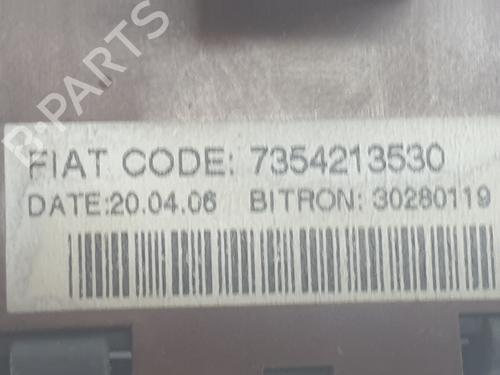 B-PARTS
FIAT CODE: 7354213530
DATE:20.04.06 BITRON: 30280119